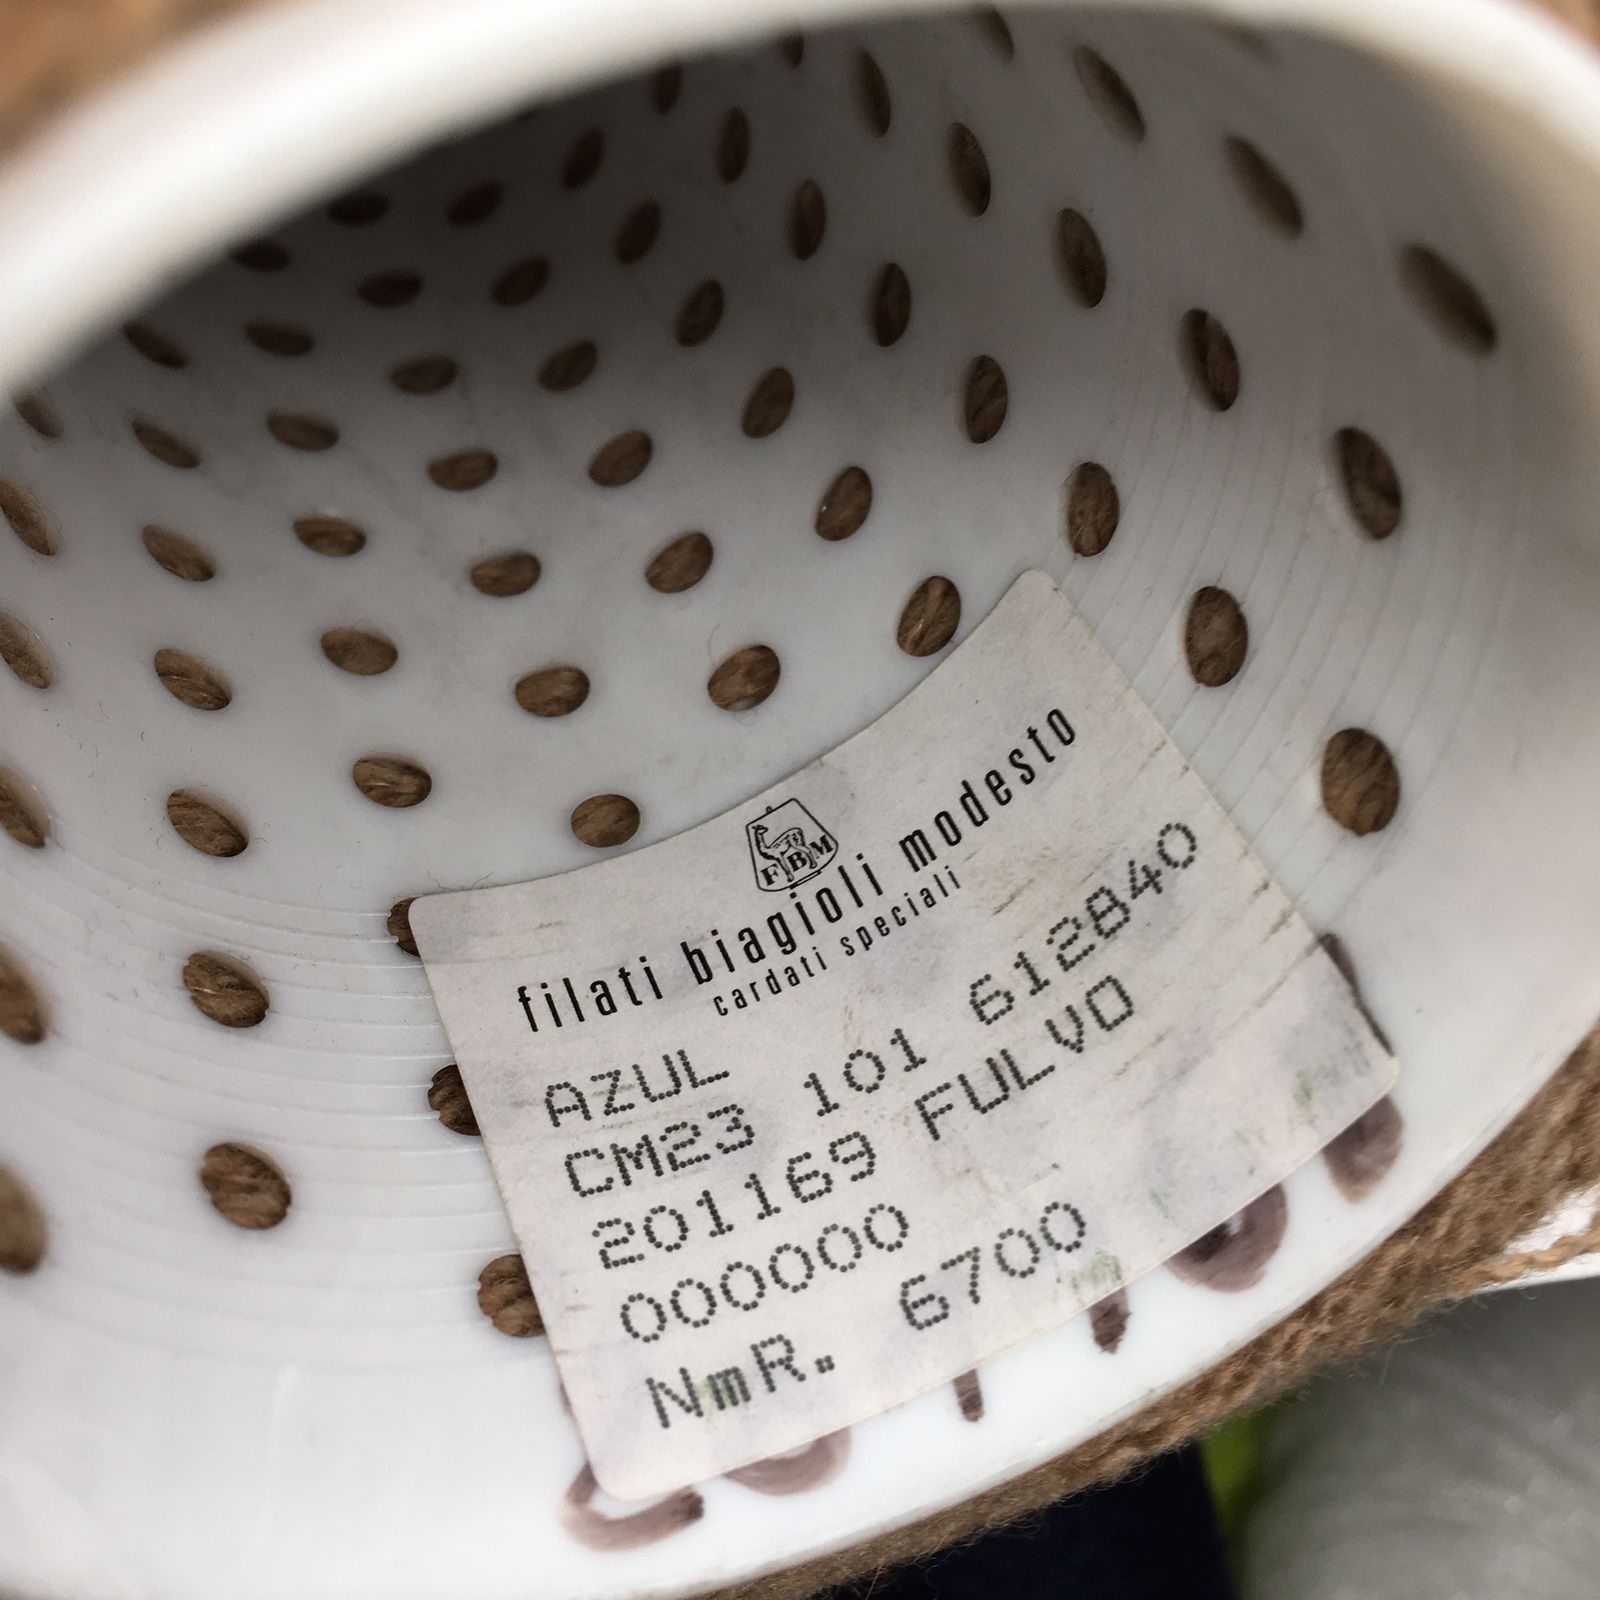 FBM
filati biagioli modesto
cardati speciali
AZUL
CM23 101 612840
201169 FULVO
000000
NmR. 6700